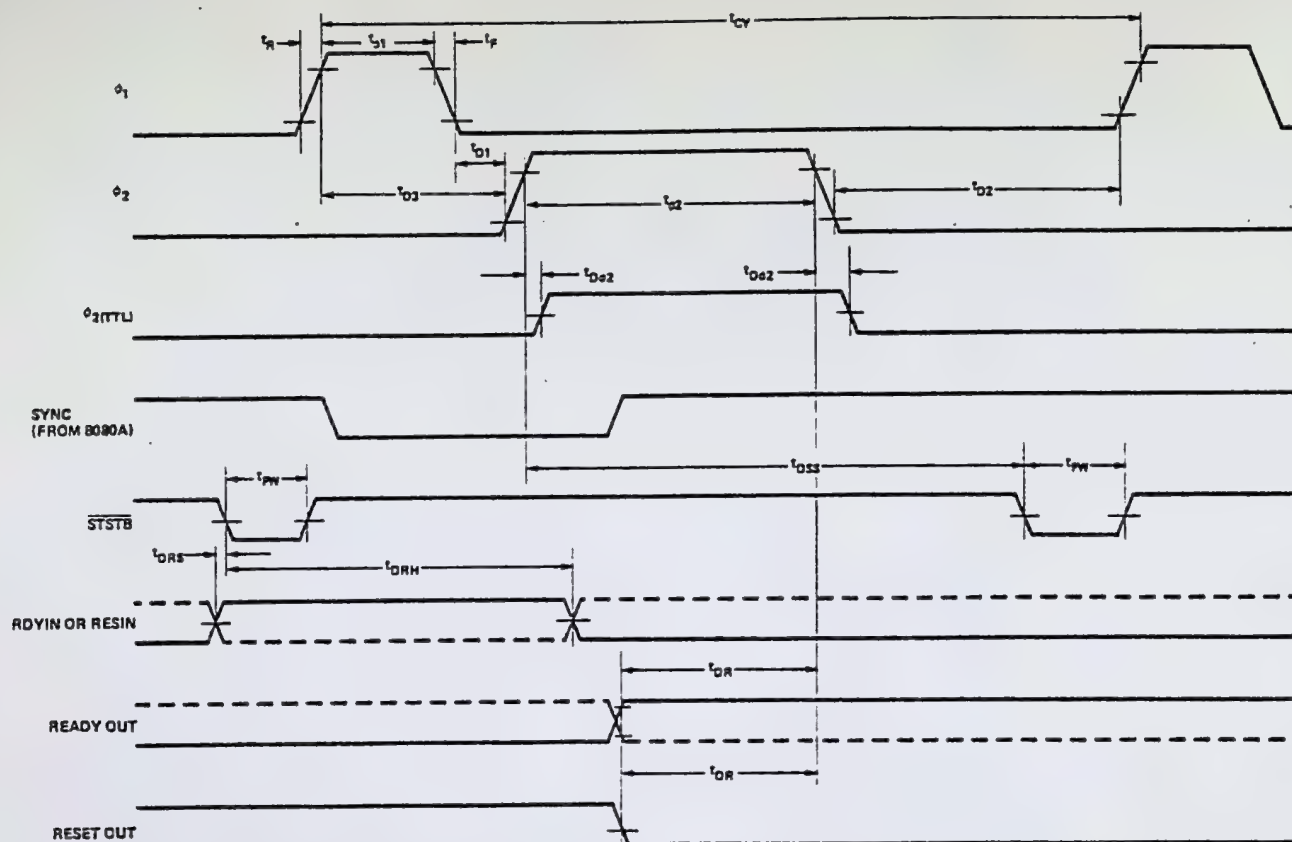 tCY
tR
tφ1
tF
φ1
tD1
tD3
tφ2
tD2
φ2
tDφ2
tDφ2
φ2(TTL)
SYNC
(FROM 8080A)
tDSS
tPW
tPW
STSTB
tDRS
tDRH
RDYIN OR RESIN
tDR
READY OUT
tDR
RESET OUT